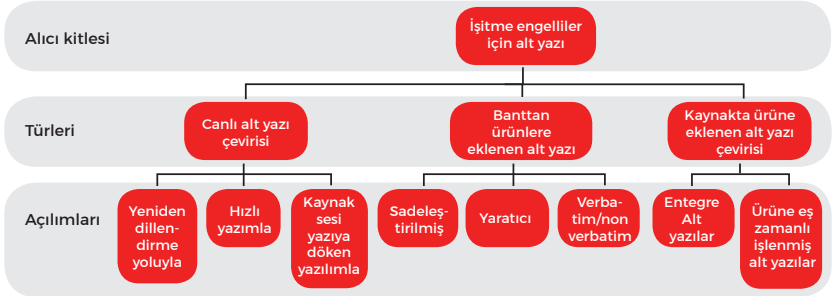 Alıcı kitlesi
İşitme engelliler
için alt yazı
Türleri
Canlı alt yazı
çevirisi
Banttan
ürünlere
eklenen alt yazı
Kaynakta ürüne
eklenen alt yazı
çevirisi
Açılımları
Yeniden
dillen-
dirme
yoluyla
Hızlı
yazımla
Kaynak
sesi
yazıya
döken
yazılımla
Sadeleş-
tirilmiş
Yaratıcı
Verba-
tim/non
verbatim
Entegre
Alt
yazılar
Ürüne eş
zamanlı
işlenmiş
alt yazılar